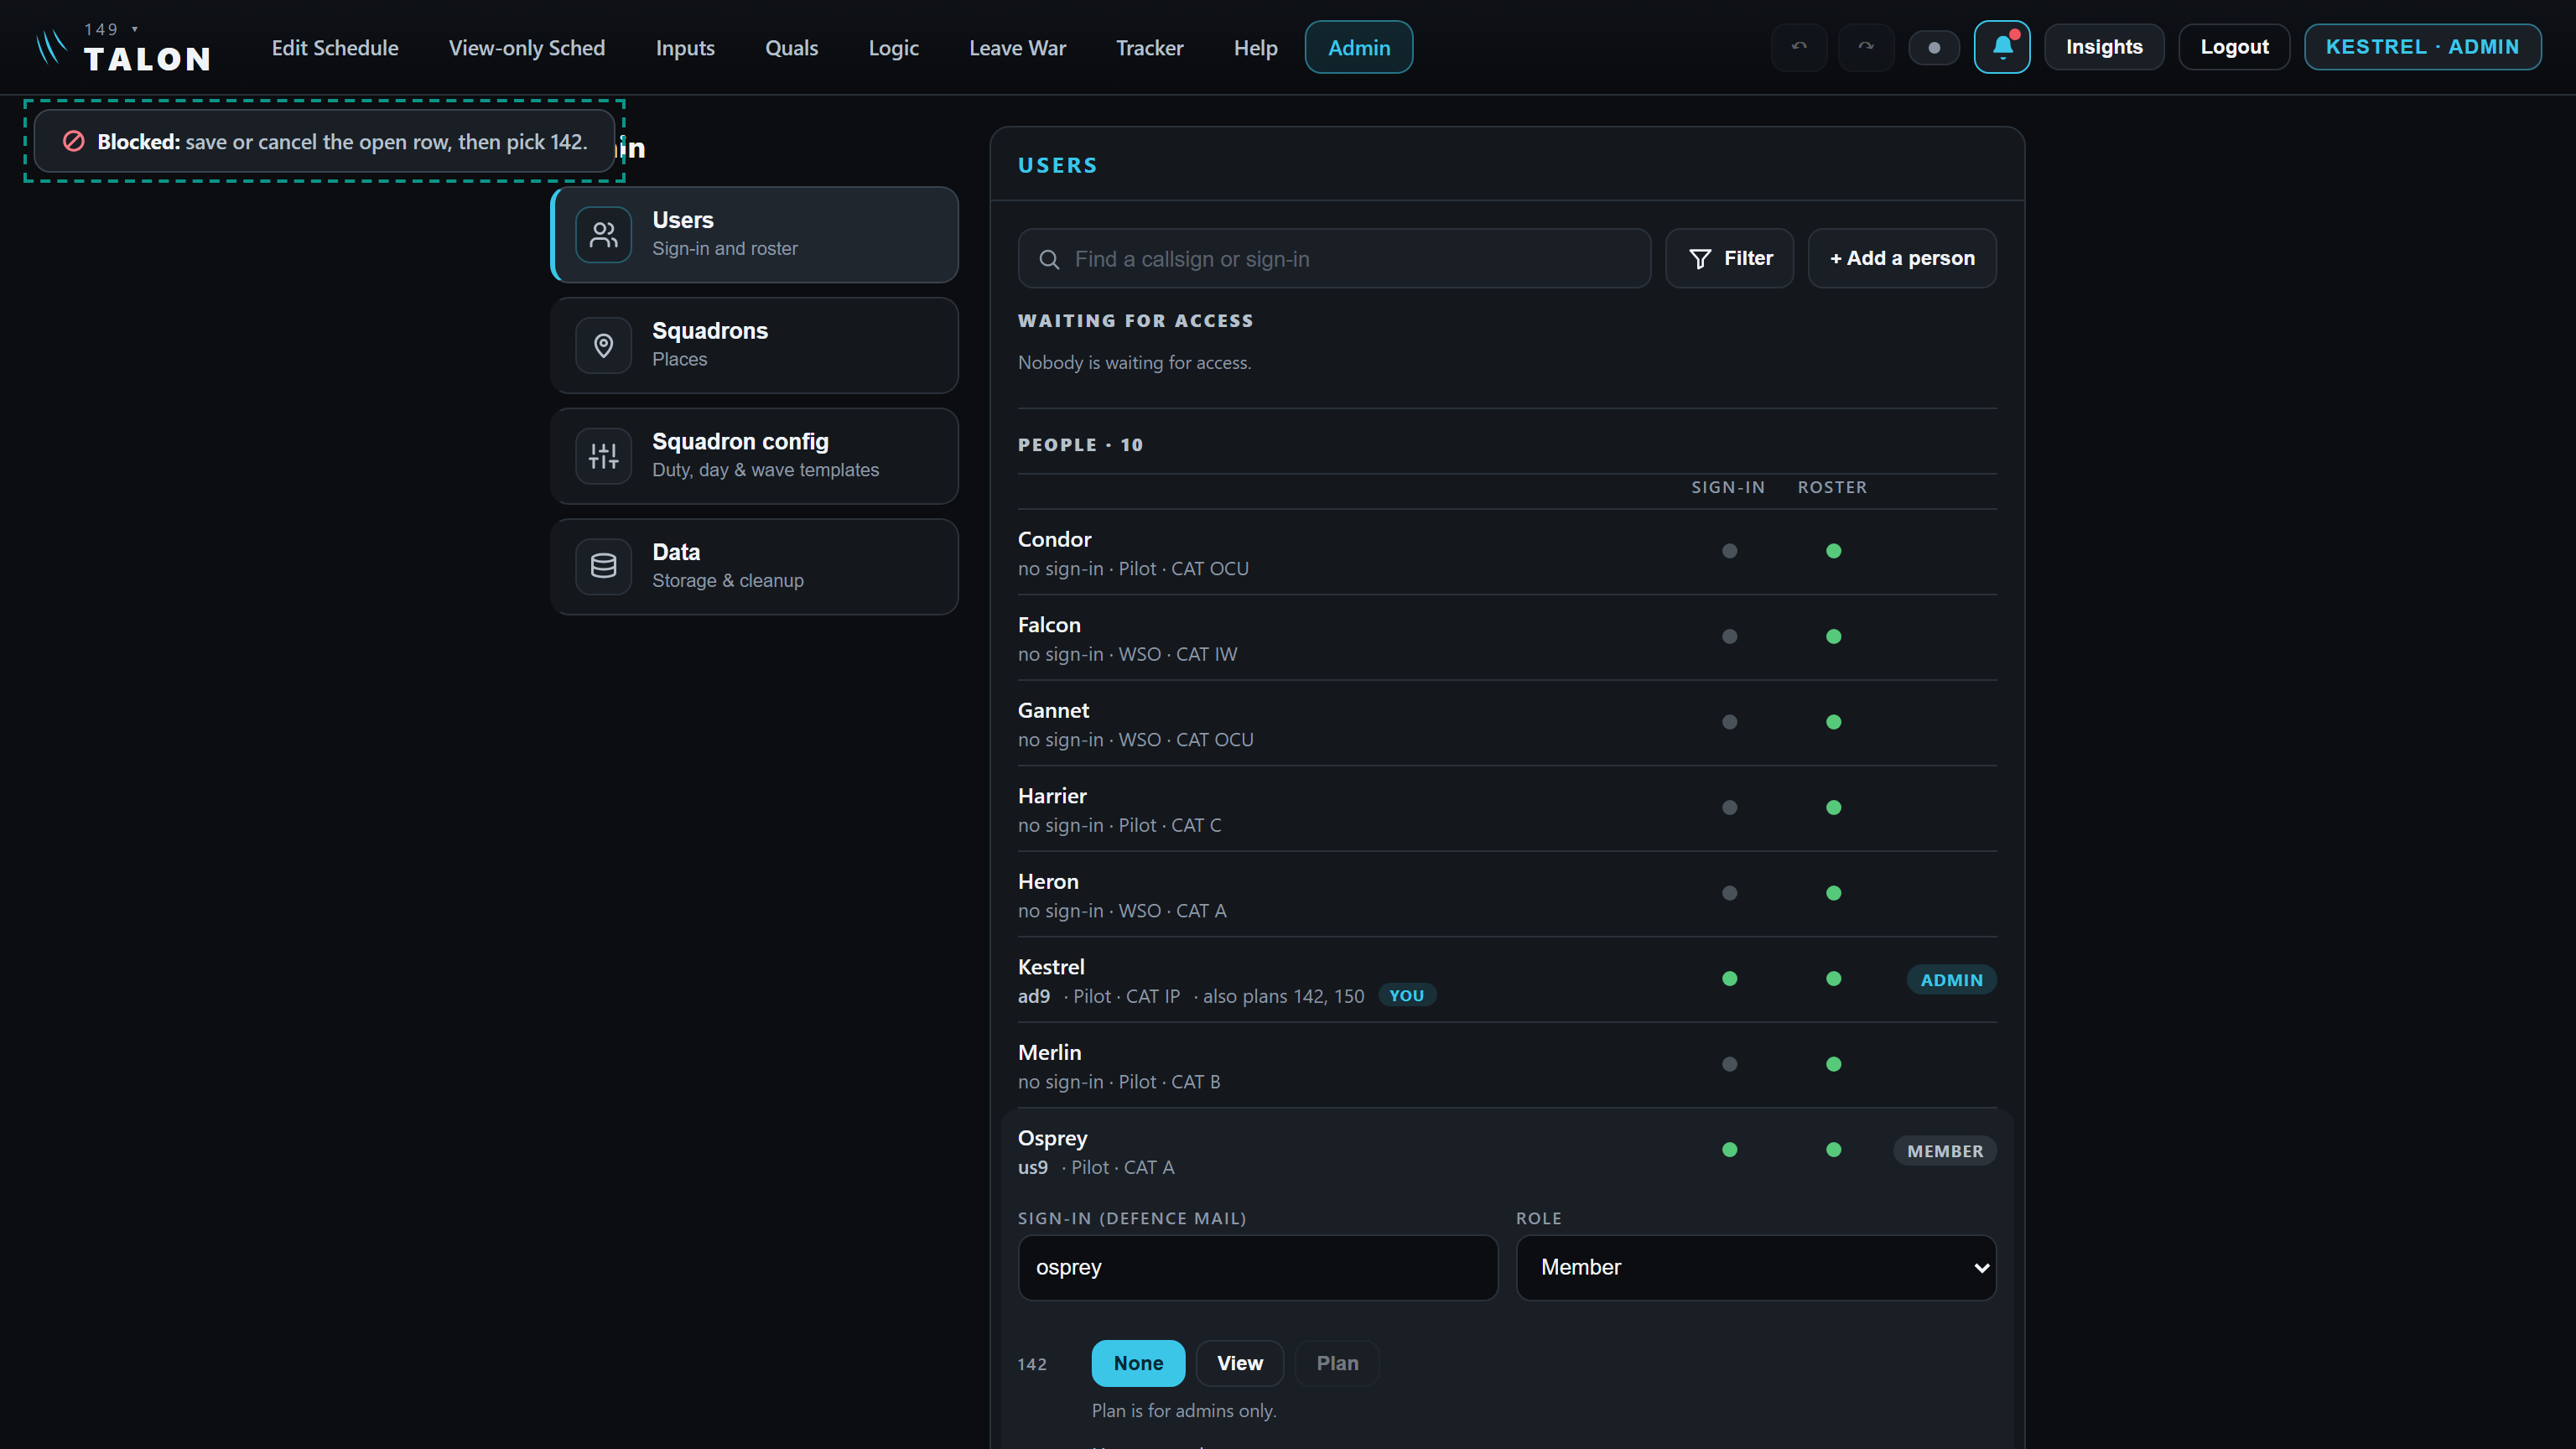 149 ▾
TALON
Edit Schedule
View-only Sched
Inputs
Quals
Logic
Leave War
Tracker
Help
Admin
Insights
Logout
KESTREL · ADMIN
Blocked: save or cancel the open row, then pick 142.
Users
Sign-in and roster
Squadrons
Places
Squadron config
Duty, day & wave templates
Data
Storage & cleanup
USERS
Find a callsign or sign-in
Filter
+ Add a person
WAITING FOR ACCESS
Nobody is waiting for access.
PEOPLE · 10
SIGN-IN ROSTER
Condor
no sign-in · Pilot · CAT OCU
Falcon
no sign-in · WSO · CAT IW
Gannet
no sign-in · WSO · CAT OCU
Harrier
no sign-in · Pilot · CAT C
Heron
no sign-in · WSO · CAT A
Kestrel
ad9 · Pilot · CAT IP · also plans 142, 150 YOU
ADMIN
Merlin
no sign-in · Pilot · CAT B
Osprey
us9 · Pilot · CAT A
MEMBER
SIGN-IN (DEFENCE MAIL)
osprey
ROLE
Member
142
None
View
Plan
Plan is for admins only.